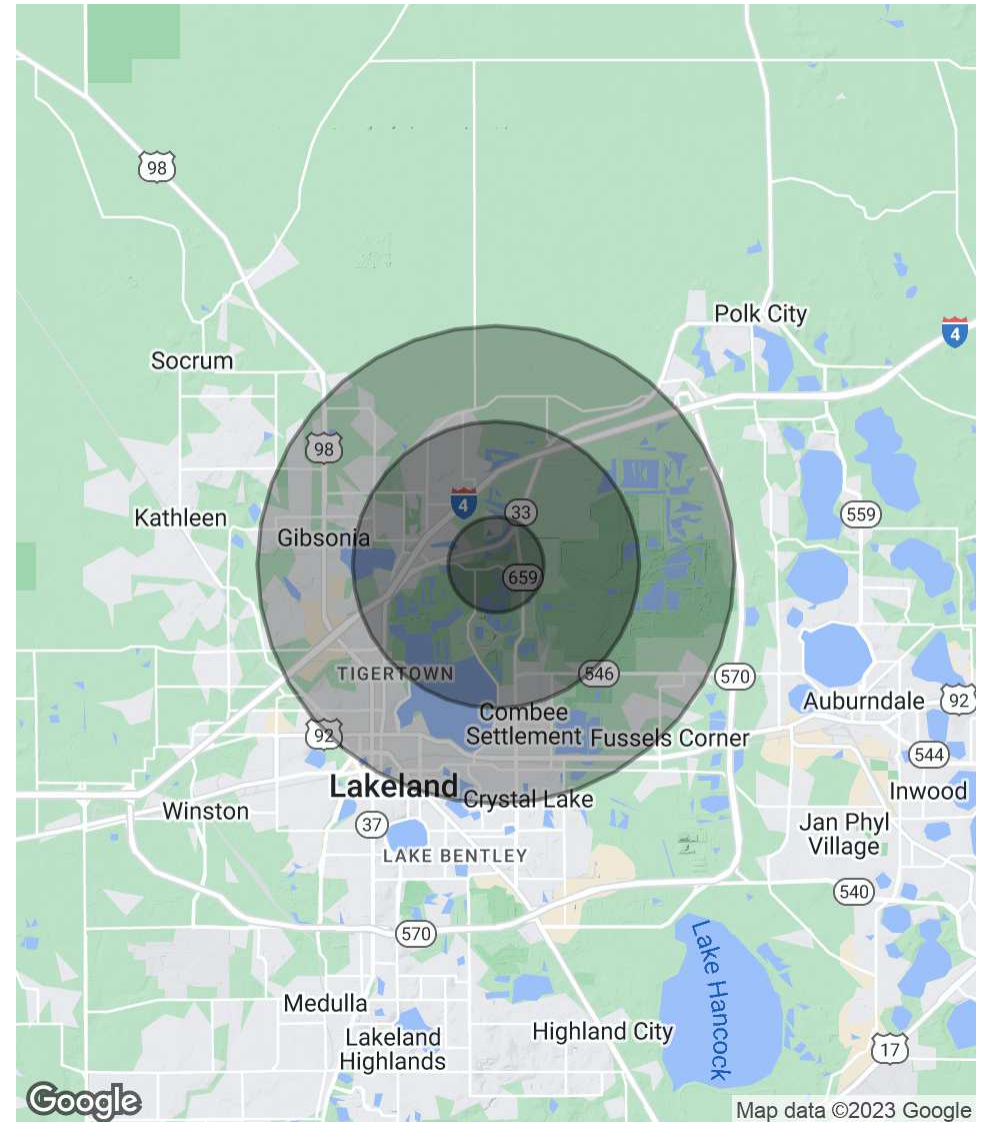 98
Polk City
4
Socrum
98
4
33
559
Kathleen
Gibsonia
659
TIGERTOWN
546
570
Auburndale
92
Combee
Settlement
Fussels Corner
92
544
Lakeland
Crystal Lake
Inwood
Winston
37
Jan Phyl
Village
LAKE BENTLEY
540
570
Lake Hancock
Medulla
Lakeland
Highlands
Highland City
17
Google
Map data ©2023 Google